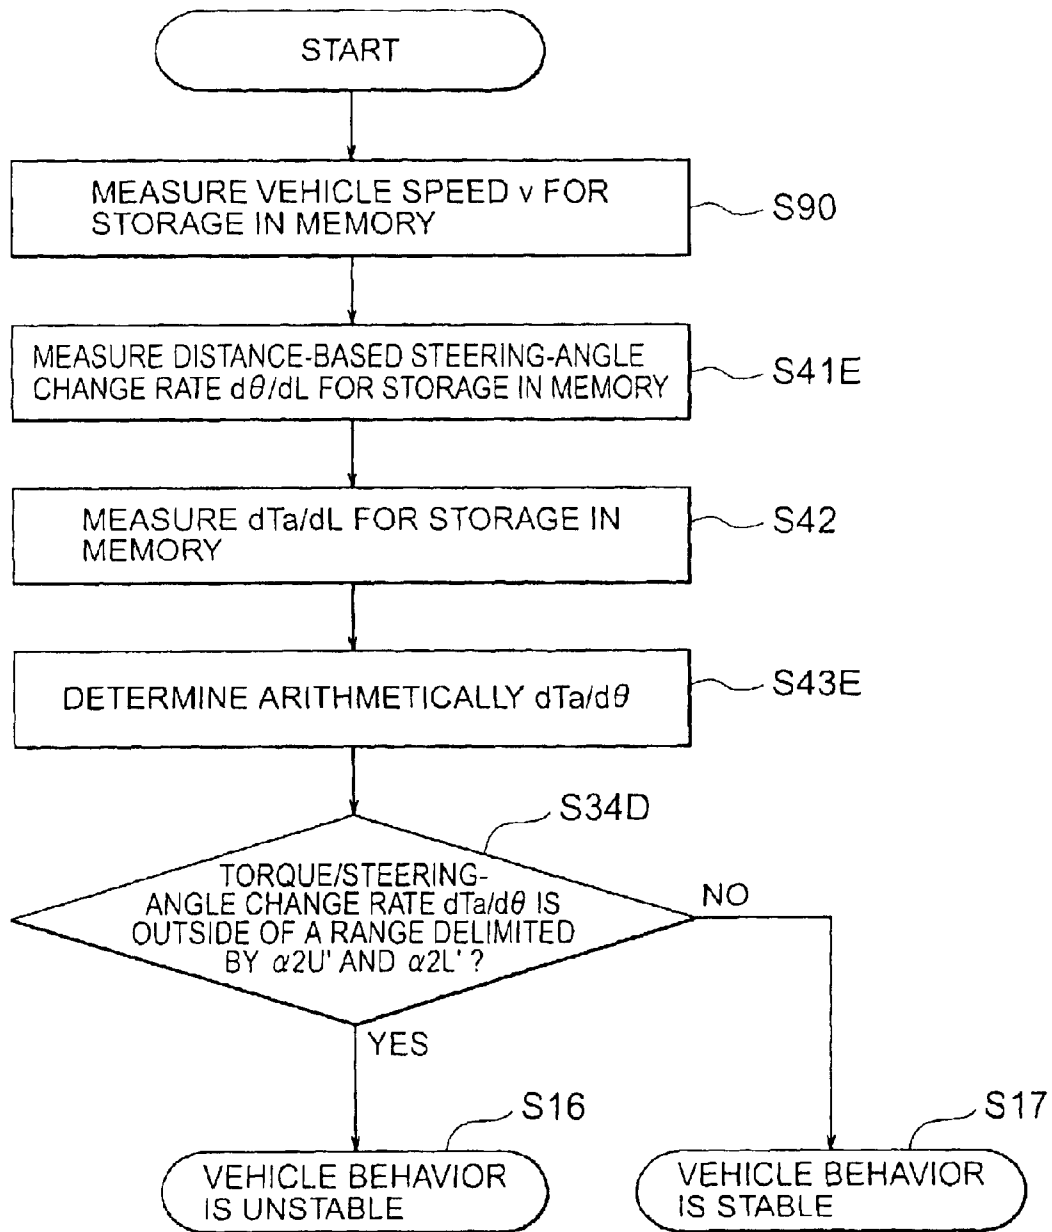 START
MEASURE VEHICLE SPEED v FOR
STORAGE IN MEMORY
S90
MEASURE DISTANCE-BASED STEERING-ANGLE
CHANGE RATE dθ/dL FOR STORAGE IN MEMORY
S41E
MEASURE dTa/dL FOR STORAGE IN
MEMORY
S42
DETERMINE ARITHMETICALLY dTa/dθ
S43E
S34D
TORQUE/STEERING-
ANGLE CHANGE RATE dTa/dθ IS
OUTSIDE OF A RANGE DELIMITED
BY α2U' AND α2L' ?
NO
YES
S16
VEHICLE BEHAVIOR
IS UNSTABLE
S17
VEHICLE BEHAVIOR
IS STABLE